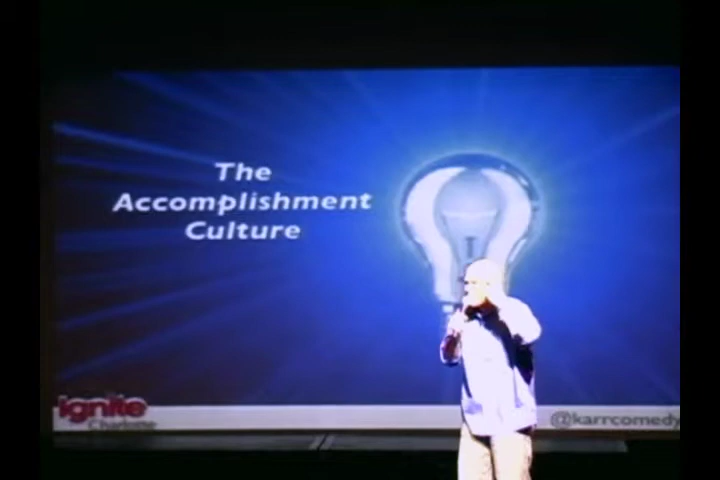 The
Accomplishment
Culture
ignite
Charlotte
@karrcomedy